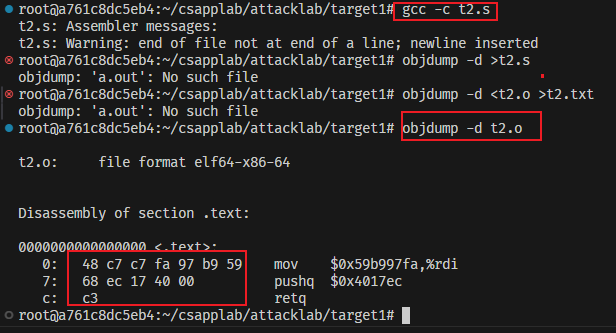 root@a761c8dc5eb4:~/csapplab/attacklab/target1# gcc -c t2.s
t2.s: Assembler messages:
t2.s: Warning: end of file not at end of a line; newline inserted
root@a761c8dc5eb4:~/csapplab/attacklab/target1# objdump -d >t2.s
objdump: 'a.out': No such file
root@a761c8dc5eb4:~/csapplab/attacklab/target1# objdump -d <t2.o >t2.txt
objdump: 'a.out': No such file
root@a761c8dc5eb4:~/csapplab/attacklab/target1# objdump -d t2.o
t2.o:     file format elf64-x86-64
Disassembly of section .text:
0000000000000000 <.text>:
0:   48 c7 c7 fa 97 b9 59    mov    $0x59b997fa,%rdi
7:   68 ec 17 40 00          pushq  $0x4017ec
c:   c3                      retq
root@a761c8dc5eb4:~/csapplab/attacklab/target1#